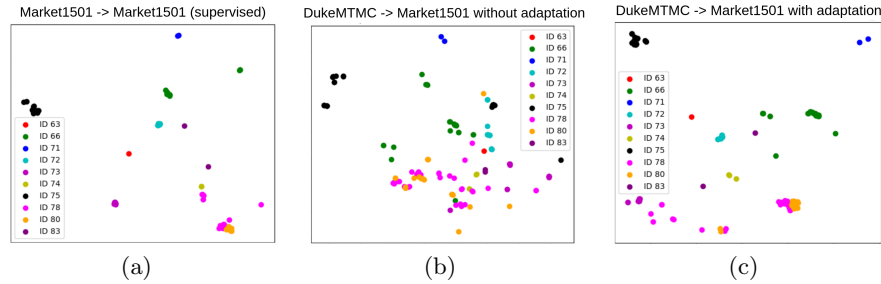 Market1501 -> Market1501 (supervised)
ID 63
ID 66
ID 71
ID 72
ID 73
ID 74
ID 75
ID 78
ID 80
ID 83
(a)
DukeMTMC -> Market1501 without adaptation
ID 63
ID 66
ID 71
ID 72
ID 73
ID 74
ID 75
ID 78
ID 80
ID 83
(b)
DukeMTMC -> Market1501 with adaptation
ID 63
ID 66
ID 71
ID 72
ID 73
ID 74
ID 75
ID 78
ID 80
ID 83
(c)